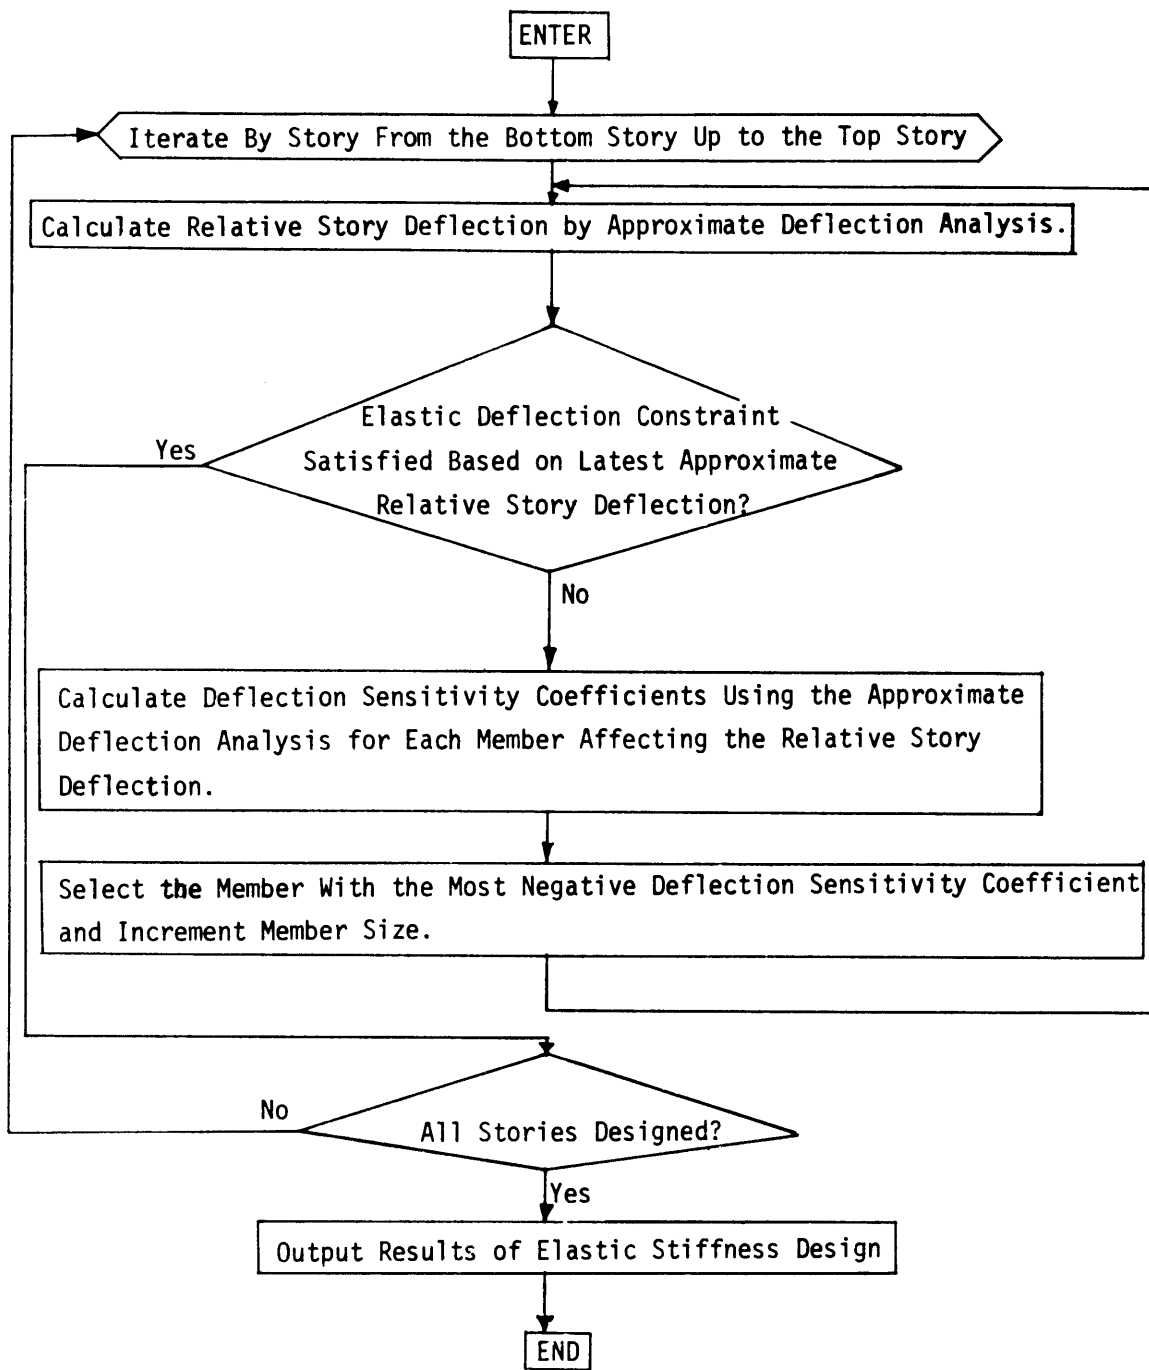 ENTER
Iterate By Story From the Bottom Story Up to the Top Story
Calculate Relative Story Deflection by Approximate Deflection Analysis.
Elastic Deflection Constraint
Satisfied Based on Latest Approximate
Relative Story Deflection?
Yes
No
Calculate Deflection Sensitivity Coefficients Using the Approximate
Deflection Analysis for Each Member Affecting the Relative Story
Deflection.
Select the Member With the Most Negative Deflection Sensitivity Coefficient
and Increment Member Size.
No
All Stories Designed?
Yes
Output Results of Elastic Stiffness Design
END